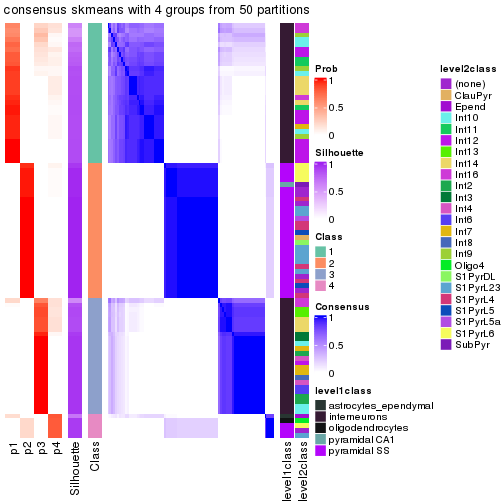 consensus skmeans with 4 groups from 50 partitions
Prob
1
0.5
0
Silhouette
1
0.5
0
Class
1
2
3
4
Consensus
1
0.5
0
level1class
astrocytes_ependymal
interneurons
oligodendrocytes
pyramidal CA1
pyramidal SS
level2class
(none)
ClauPyr
Epend
Int10
Int11
Int12
Int13
Int14
Int16
Int2
Int3
Int4
Int6
Int7
Int8
Int9
Oligo4
S1PyrDL
S1PyrL23
S1PyrL4
S1PyrL5
S1PyrL5a
S1PyrL6
SubPyr
p1
p2
p3
p4
Silhouette
Class
level1class
level2class